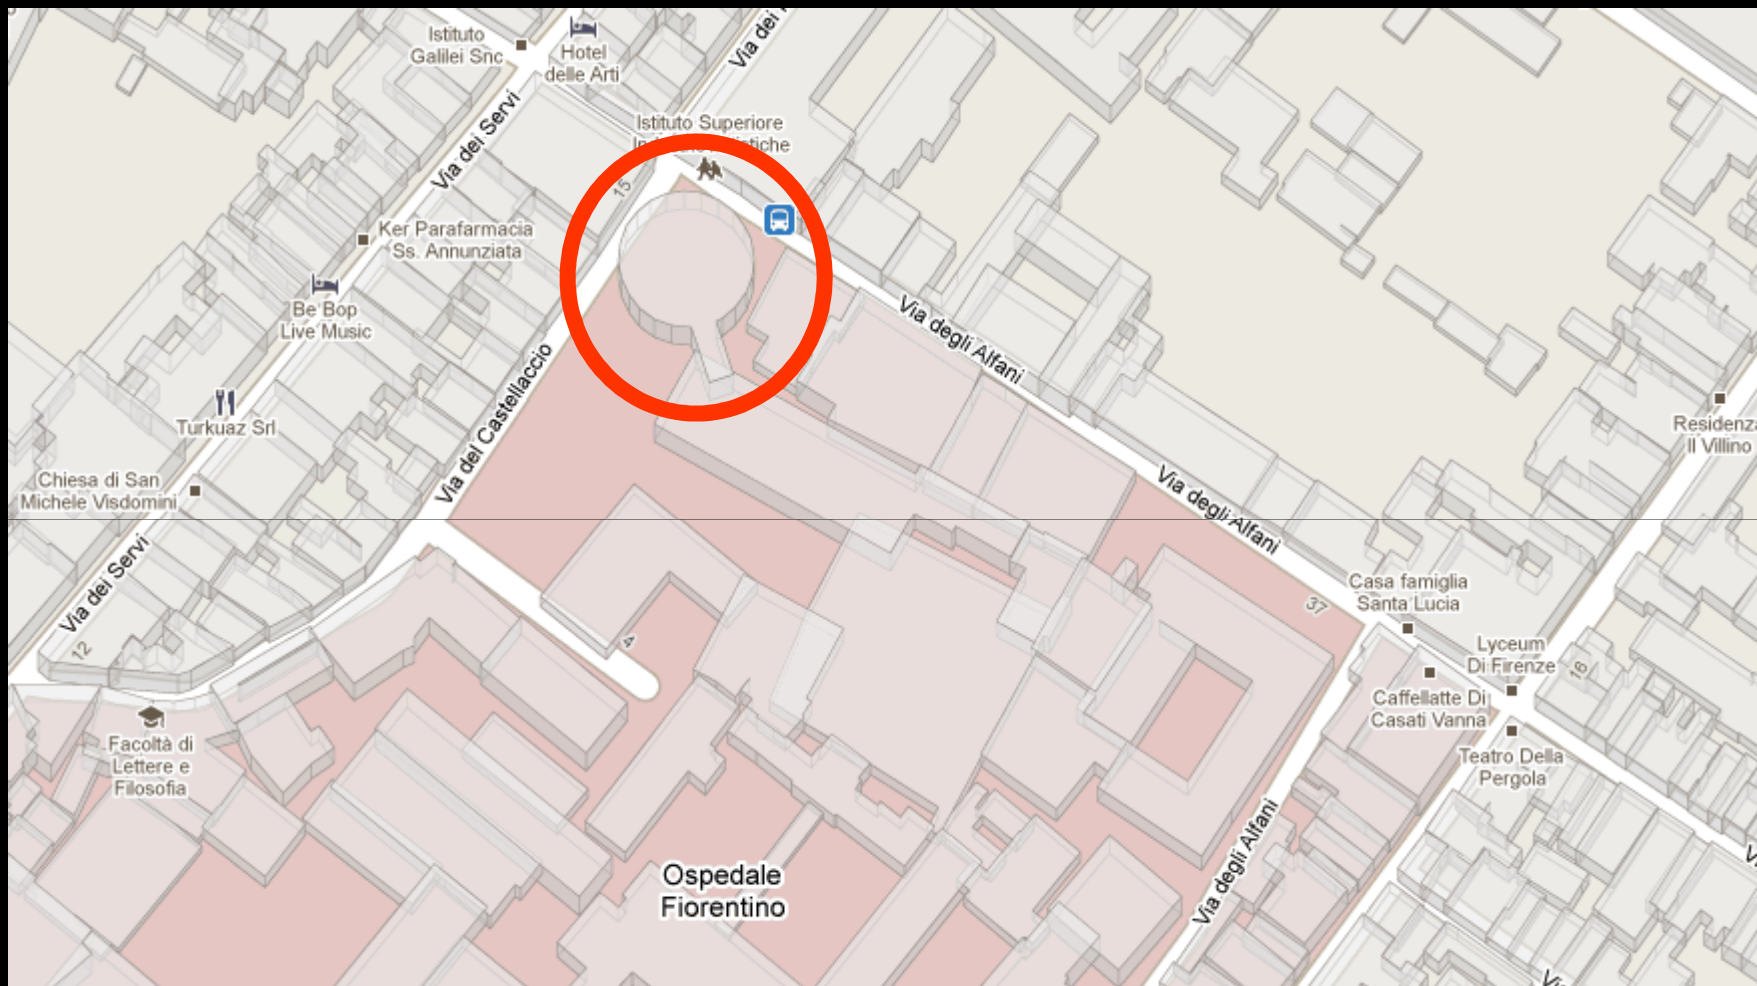 Istituto
Galilei Snc
Hotel
delle Arti
Via dei
Via dei Servi
Istituto Superiore
15
Ker Parafarmacia
Ss. Annunziata
Be Bop
Live Music
Via degli Alfani
Turkuaz Srl
Via del Castellaccio
Residenza
Il Villino
Chiesa di San
Michele Visdomini
Via degli Alfani
Via dei Servi
Casa famiglia
Santa Lucia
37
12
4
Lyceum
Di Firenze
16
Caffellatte Di
Casati Vanna
Facoltà di
Lettere e
Filosofia
Teatro Della
Pergola
Via degli Alfani
Ospedale
Fiorentino